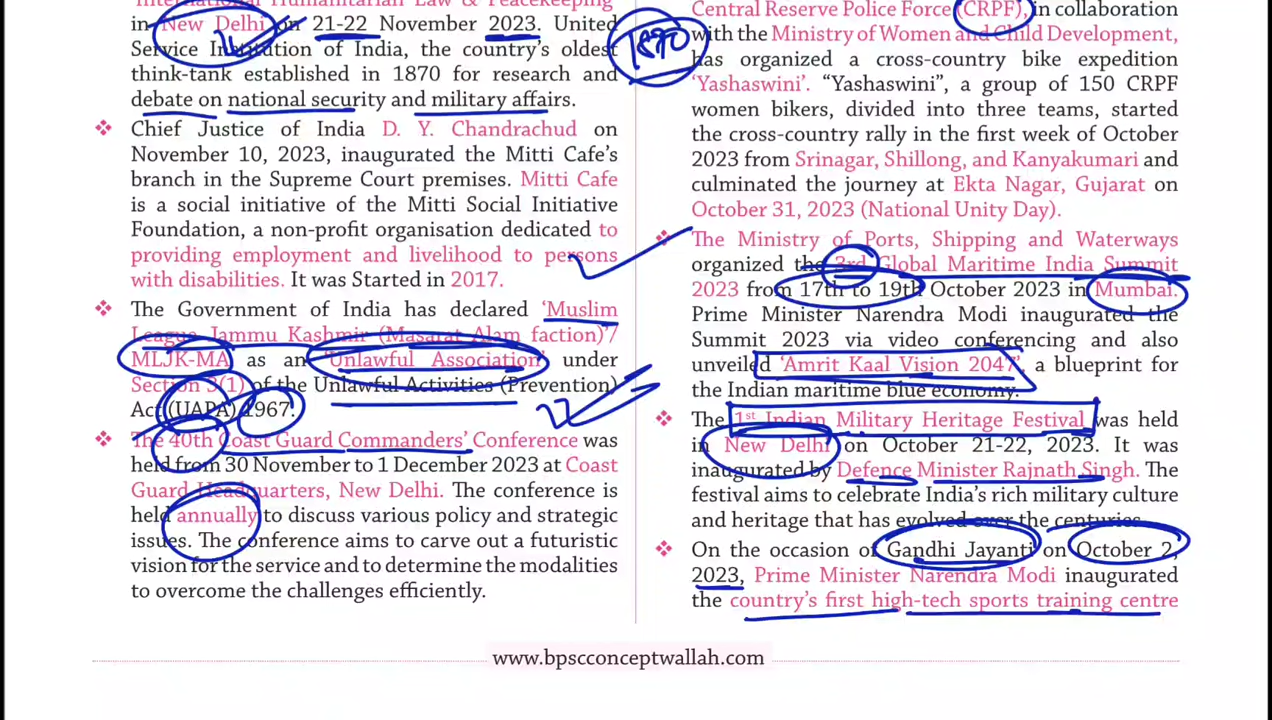 International Humanitarian Law & Peacekeeping'
in New Delhi in 21-22 November 2023. United
Service Institution of India, the country's oldest
think-tank established in 1870 for research and
debate on national security and military affairs.
❖ Chief Justice of India D. Y. Chandrachud on
November 10, 2023, inaugurated the Mitti Cafe's
branch in the Supreme Court premises. Mitti Cafe
is a social initiative of the Mitti Social Initiative
Foundation, a non-profit organisation dedicated to
providing employment and livelihood to persons
with disabilities. It was Started in 2017.
❖ The Government of India has declared 'Muslim
League Jammu Kashmir (Masarat Alam faction)'/
MLJK-MA as an 'Unlawful Association' under
Section 3(1) of the Unlawful Activities (Prevention)
Act (UAPA) 1967.
❖ The 40th Coast Guard Commanders' Conference was
held from 30 November to 1 December 2023 at Coast
Guard Headquarters, New Delhi. The conference is
held annually to discuss various policy and strategic
issues. The conference aims to carve out a futuristic
vision for the service and to determine the modalities
to overcome the challenges efficiently.
1870
Central Reserve Police Force (CRPF), in collaboration
with the Ministry of Women and Child Development,
has organized a cross-country bike expedition
'Yashaswini'. "Yashaswini", a group of 150 CRPF
women bikers, divided into three teams, started
the cross-country rally in the first week of October
2023 from Srinagar, Shillong, and Kanyakumari and
culminated the journey at Ekta Nagar, Gujarat on
October 31, 2023 (National Unity Day).
❖ The Ministry of Ports, Shipping and Waterways
organized the 3rd Global Maritime India Summit
2023 from 17th to 19th October 2023 in Mumbai.
Prime Minister Narendra Modi inaugurated the
Summit 2023 via video conferencing and also
unveiled 'Amrit Kaal Vision 2047', a blueprint for
the Indian maritime blue economy.
❖ The 1st Indian Military Heritage Festival was held
in New Delhi on October 21-22, 2023. It was
inaugurated by Defence Minister Rajnath Singh. The
festival aims to celebrate India's rich military culture
and heritage that has evolved over the centuries.
❖ On the occasion of Gandhi Jayanti on October 2,
2023, Prime Minister Narendra Modi inaugurated
the country's first high-tech sports training centre
www.bpscconceptwallah.com